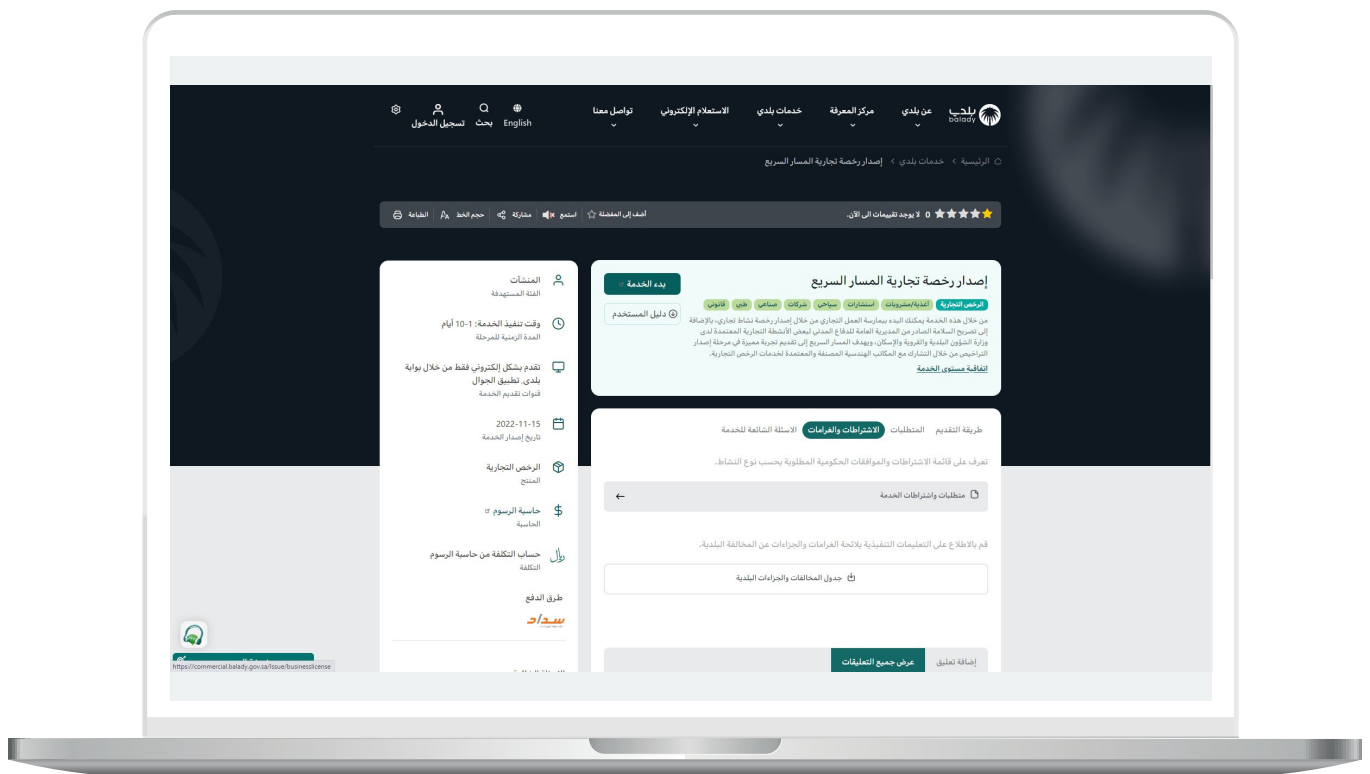 بلدي
balady
عن بلدي
مركز المعرفة
خدمات بلدي
الاستعلام الإلكتروني
تواصل معنا
English
بحث
تسجيل الدخول
الرئيسية > خدمات بلدي > إصدار رخصة تجارية المسار السريع
0 لا يوجد تقييمات الى الآن.
أضف إلى المفضلة
استمع
مشاركة
حجم الخط
الطباعة
إصدار رخصة تجارية المسار السريع
بدء الخدمة
دليل المستخدم
الرخص التجارية أغذية/مشروبات استشارات سياحي شركات صناعي طبي قانوني
من خلال هذه الخدمة يمكنك البدء بممارسة العمل التجاري من خلال إصدار رخصة نشاط تجاري، بالإضافة
إلى تصريح السلامة الصادر من المديرية العامة للدفاع المدني لبعض الأنشطة التجارية المعتمدة لدى
وزارة الشؤون البلدية والقروية والإسكان، ويهدف المسار السريع إلى تقديم تجربة مميزة في مرحلة إصدار
التراخيص من خلال التشارك مع المكاتب الهندسية المصنفة والمعتمدة لخدمات الرخص التجارية.
اتفاقية مستوى الخدمة
طريقة التقديم
المتطلبات
الاشتراطات والغرامات
الاسئلة الشائعة للخدمة
تعرف على قائمة الاشتراطات والموافقات الحكومية المطلوبة بحسب نوع النشاط.
متطلبات واشتراطات الخدمة
قم بالاطلاع على التعليمات التنفيذية بلائحة الغرامات والجزاءات عن المخالفة البلدية.
جدول المخالفات والجزاءات البلدية
إضافة تعليق
عرض جميع التعليقات
المنشآت
الفئة المستهدفة
وقت تنفيذ الخدمة: 1-10 أيام
المدة الزمنية للمرحلة
تقدم بشكل إلكتروني فقط من خلال بوابة
بلدي, تطبيق الجوال
قنوات تقديم الخدمة
2022-11-15
تاريخ إصدار الخدمة
الرخص التجارية
المنتج
حاسبة الرسوم
الحاسبة
حساب التكلفة من حاسبة الرسوم
التكلفة
طرق الدفع
سداد
https://commercial.balady.gov.sa/Issue/businesslicense